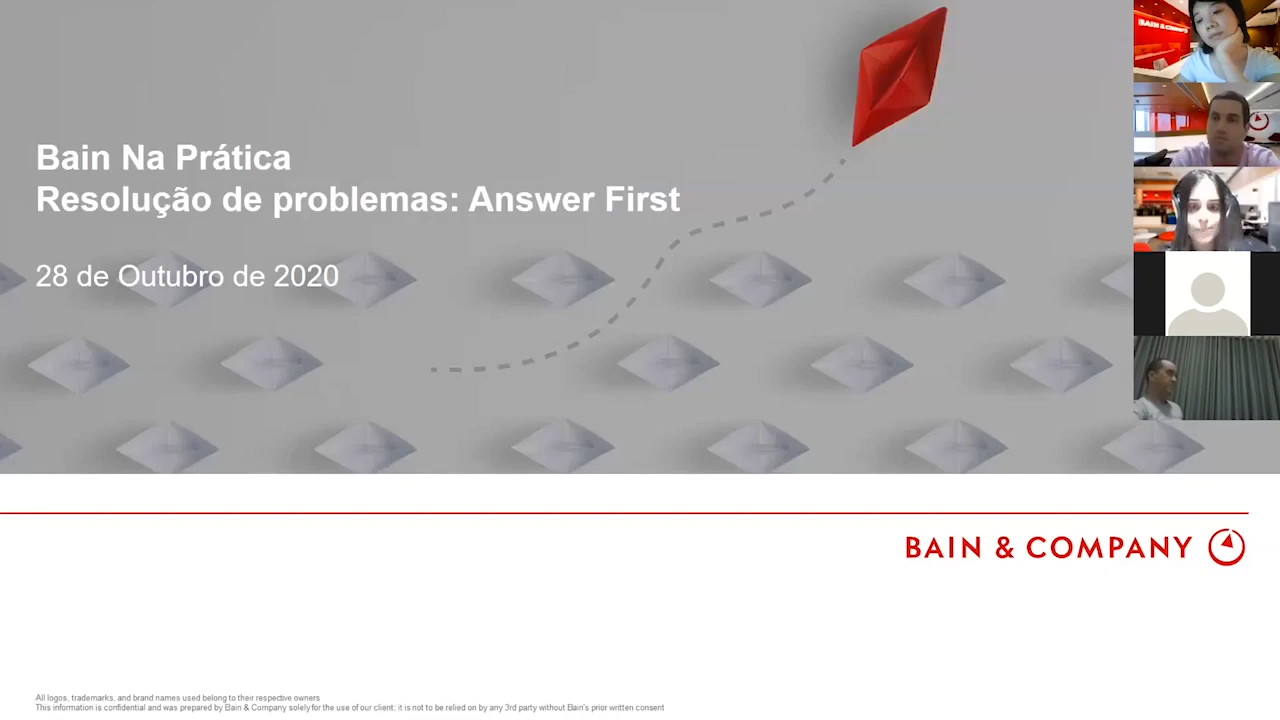 Bain Na Prática
Resolução de problemas: Answer First
28 de Outubro de 2020
BAIN & COMPANY
BAIN & COMPANY
All logos, trademarks, and brand names used belong to their respective owners
This information is confidential and was prepared by Bain & Company solely for the use of our client; it is not to be relied on by any 3rd party without Bain's prior written consent